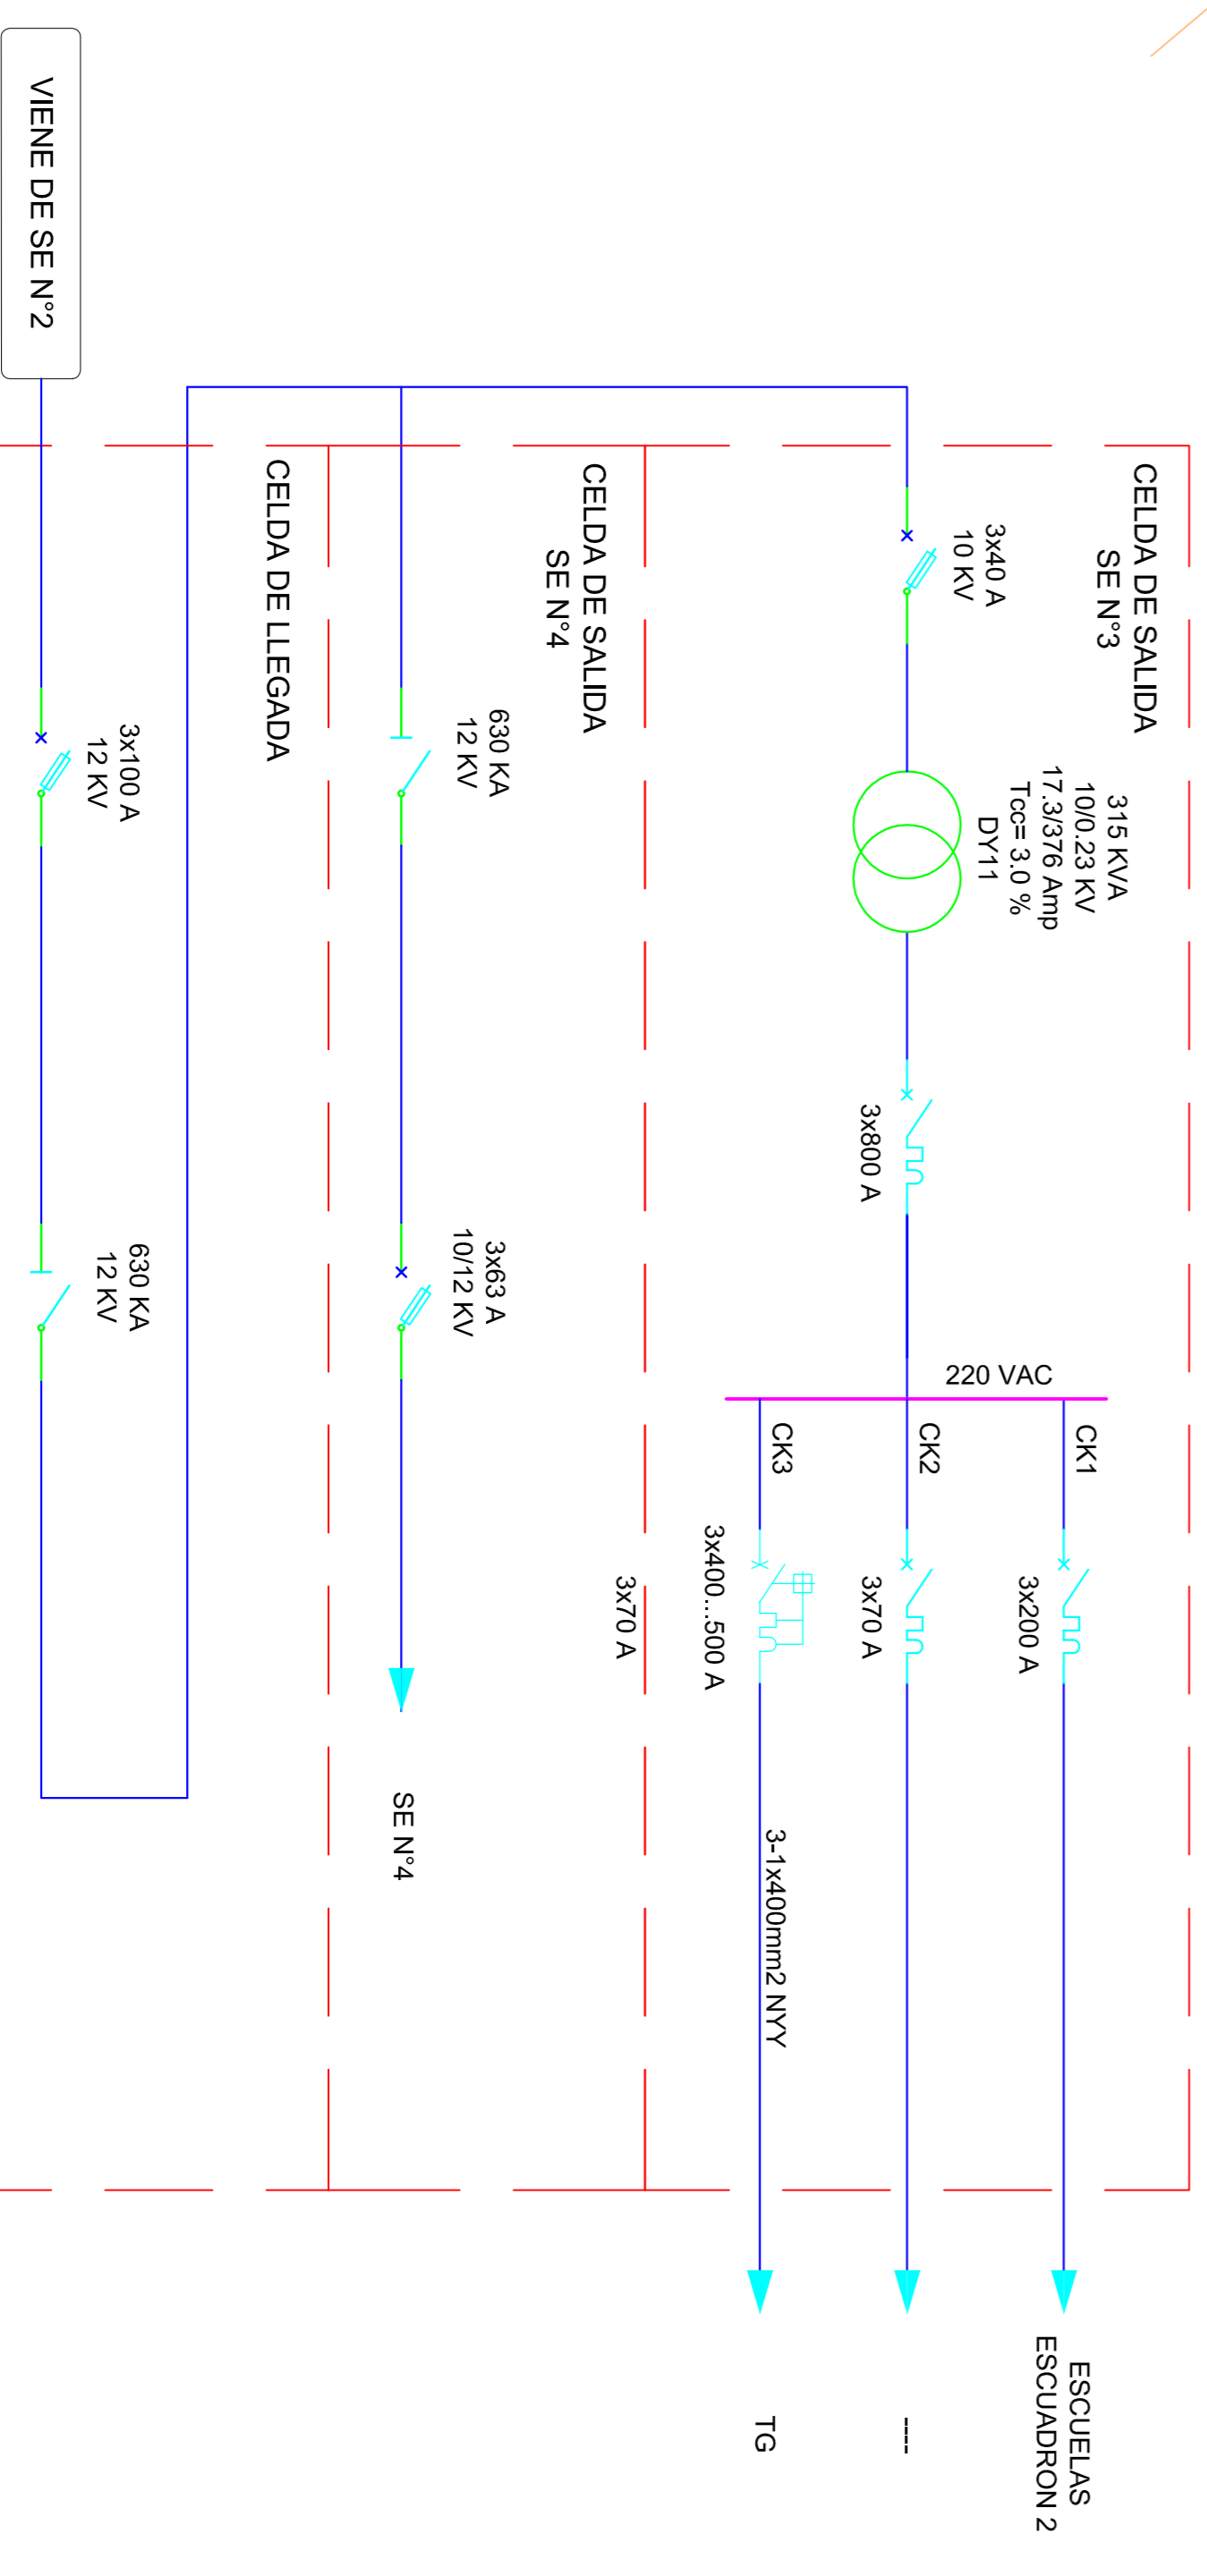 VIENE DE SE N°2
CELDA DE SALIDA
SE N°3
3x40 A
10 KV
315 KVA
10/0.23 KV
17.3/376 Amp
Tcc= 3.0 %
DY11
3x800 A
220 VAC
CK1
3x200 A
ESCUELAS
ESCUADRON 2
CK2
3x70 A
----
CK3
3x400...500 A
3-1x400mm2 NYY
TG
3x70 A
CELDA DE SALIDA
SE N°4
630 KA
12 KV
3x63 A
10/12 KV
SE N°4
CELDA DE LLEGADA
3x100 A
12 KV
630 KA
12 KV